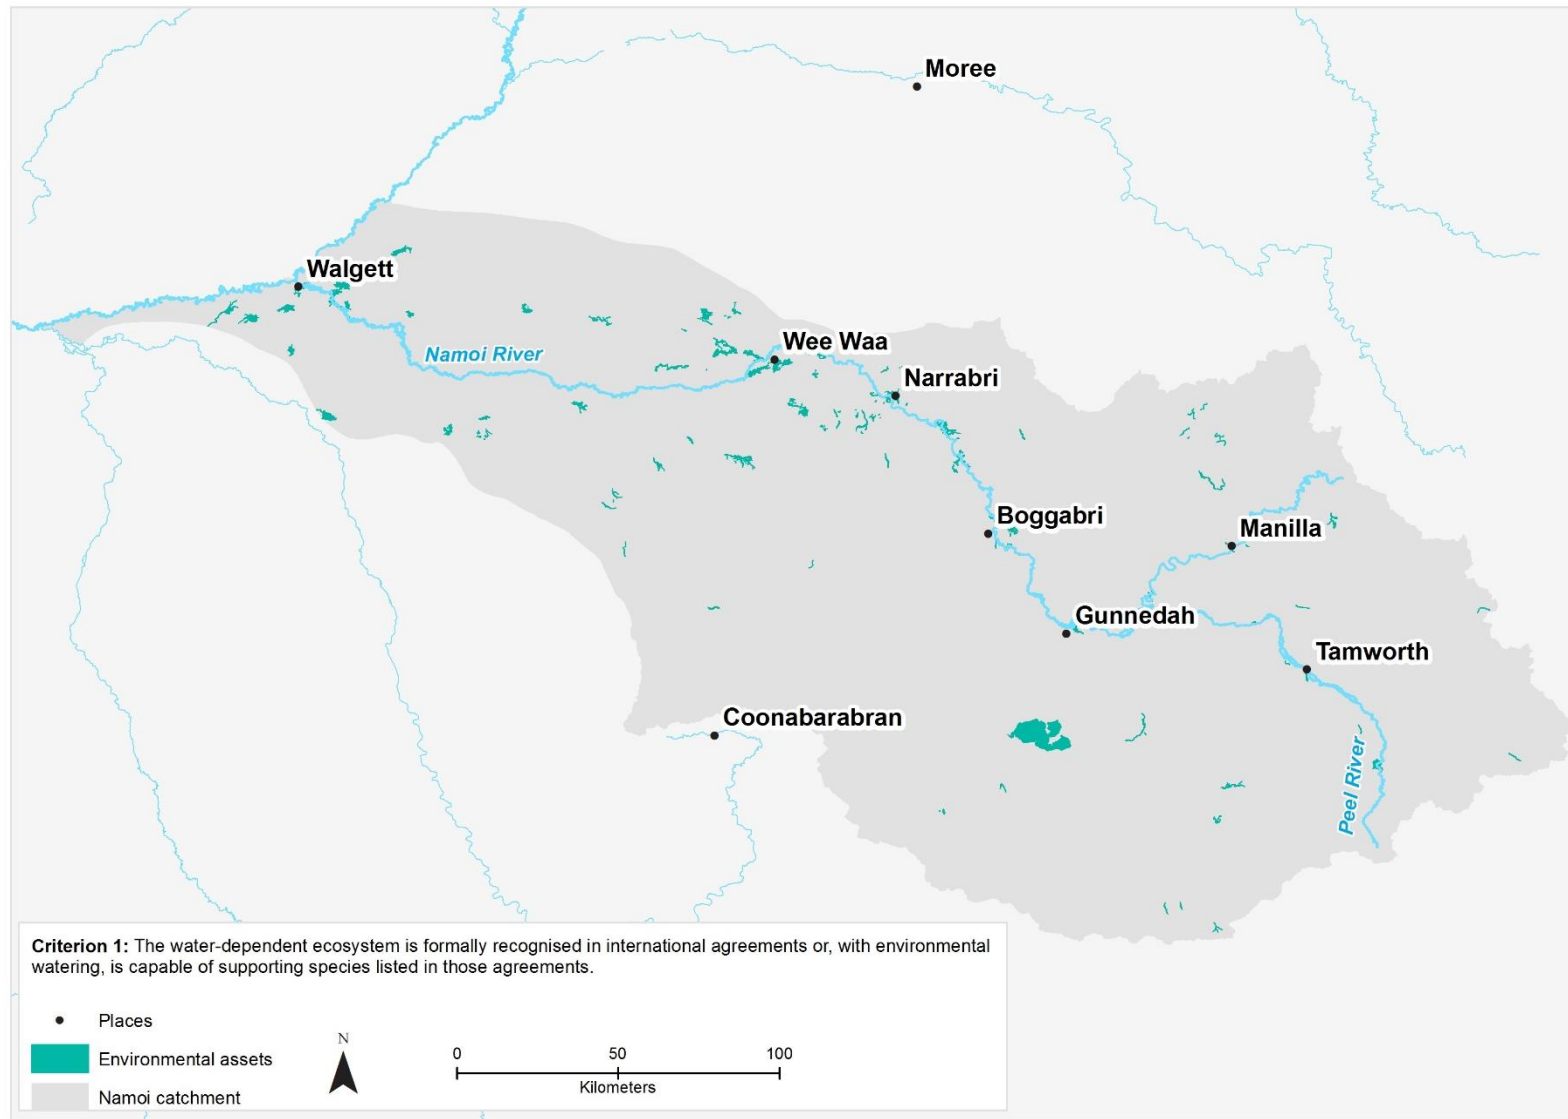 Moree
Walgett
Namoi River
Wee Waa
Narrabri
Boggabri
Manilla
Gunnedah
Tamworth
Coonabarabran
Peel River
Criterion 1: The water-dependent ecosystem is formally recognised in international agreements or, with environmental
watering, is capable of supporting species listed in those agreements.
Places
Environmental assets
Namoi catchment
N
0 50 100
Kilometers